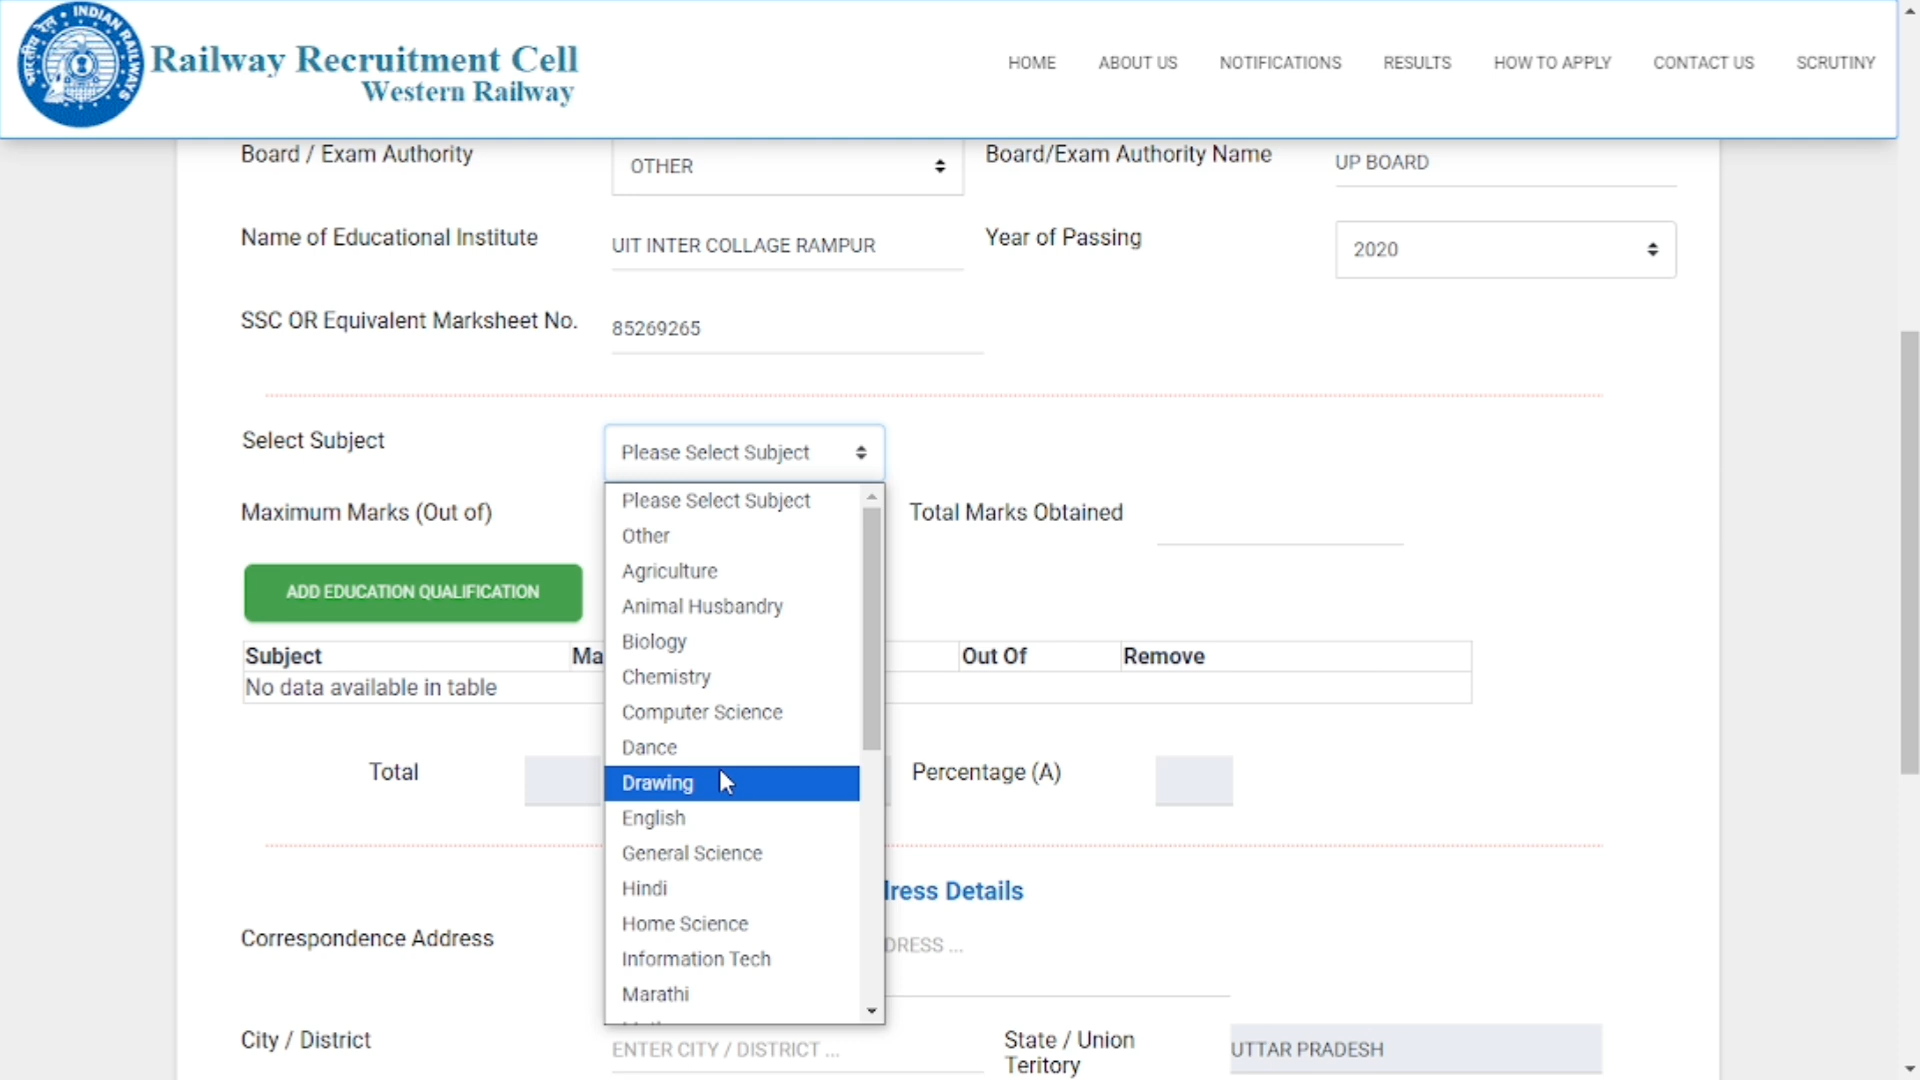 Railway Recruitment Cell
Western Railway
HOME ABOUT US NOTIFICATIONS RESULTS HOW TO APPLY CONTACT US SCRUTINY
Board / Exam Authority OTHER Board/Exam Authority Name UP BOARD
Name of Educational Institute UIT INTER COLLAGE RAMPUR Year of Passing 2020
SSC OR Equivalent Marksheet No. 85269265
Select Subject Please Select Subject
Please Select Subject
Maximum Marks (Out of) Total Marks Obtained
Other
Agriculture
ADD EDUCATION QUALIFICATION
Animal Husbandry
Biology
Subject Ma Out Of Remove
Chemistry
No data available in table
Computer Science
Dance
Total Percentage (A)
Drawing
English
General Science
Hindi
dress Details
Home Science
Correspondence Address DRESS ...
Information Tech
Marathi
City / District ENTER CITY / DISTRICT ... State / Union
Teritory UTTAR PRADESH